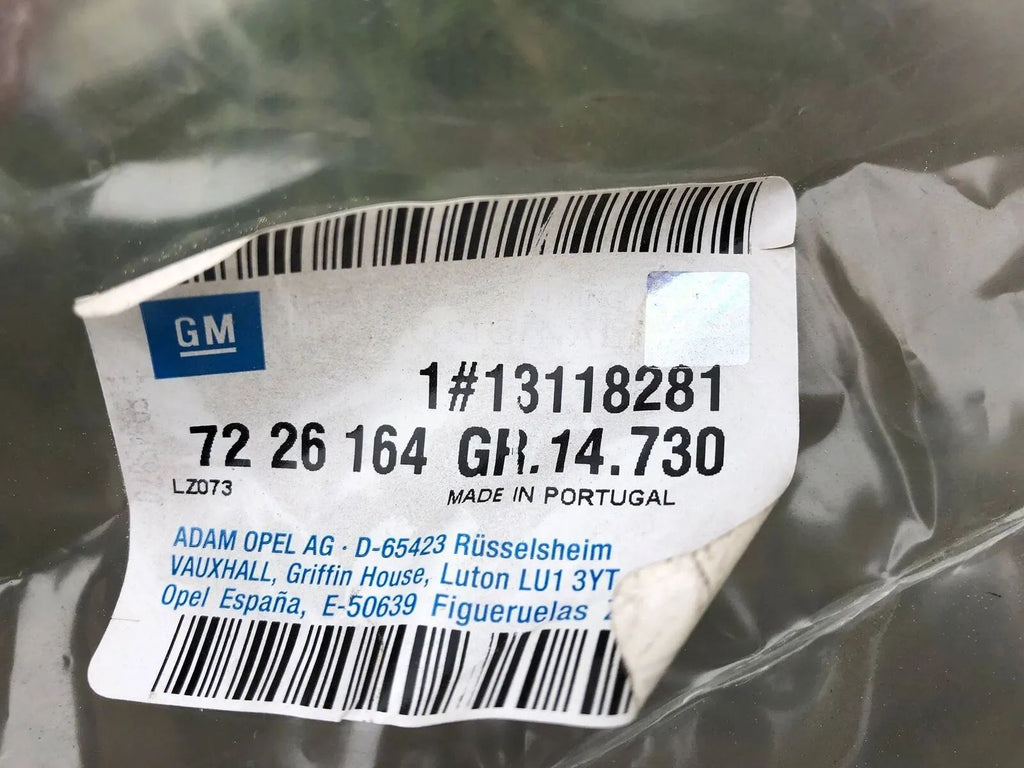 GM
1#13118281
72 26 164 GR.14.730
LZ073
MADE IN PORTUGAL
ADAM OPEL AG · D-65423 Rüsselsheim
VAUXHALL, Griffin House, Luton LU1 3YT
Opel España, E-50639 Figueruelas